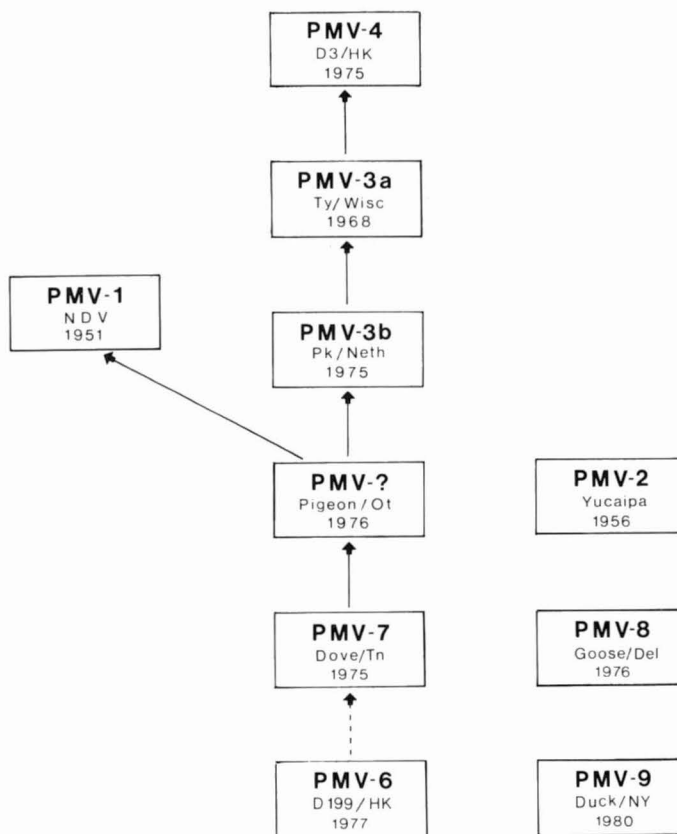 PMV-4
D3/HK
1975
PMV-3a
Ty/Wisc
1968
PMV-1
NDV
1951
PMV-3b
Pk/Neth
1975
PMV-?
Pigeon/Ot
1976
PMV-2
Yucaipa
1956
PMV-7
Dove/Tn
1975
PMV-8
Goose/Del
1976
PMV-6
D199/HK
1977
PMV-9
Duck/NY
1980